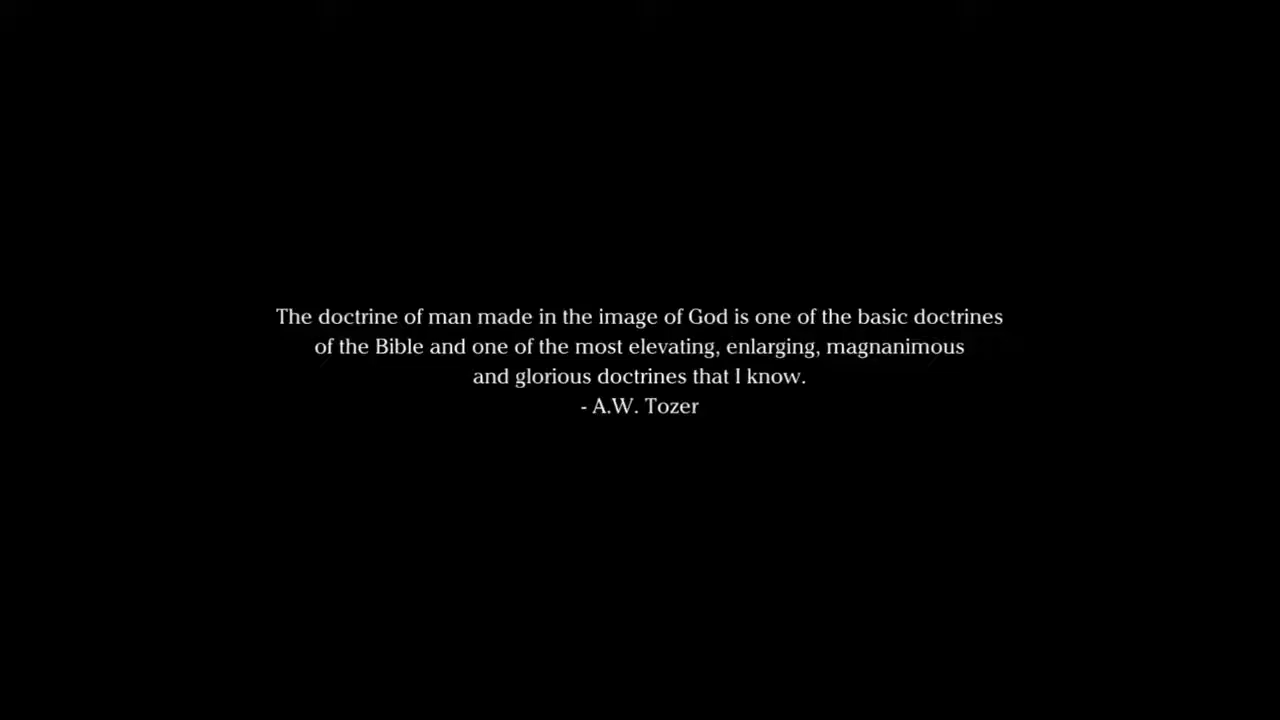 The doctrine of man made in the image of God is one of the basic doctrines
of the Bible and one of the most elevating, enlarging, magnanimous
and glorious doctrines that I know.
- A.W. Tozer